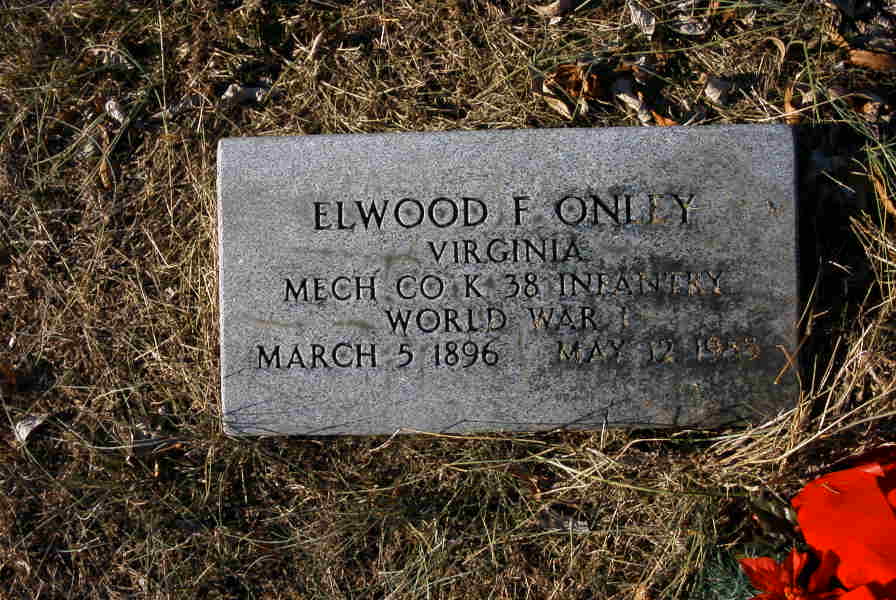 ELWOOD F ONLEY
VIRGINIA
MECH CO K 38 INFANTRY
WORLD WAR I
MARCH 5 1896 MAY 12